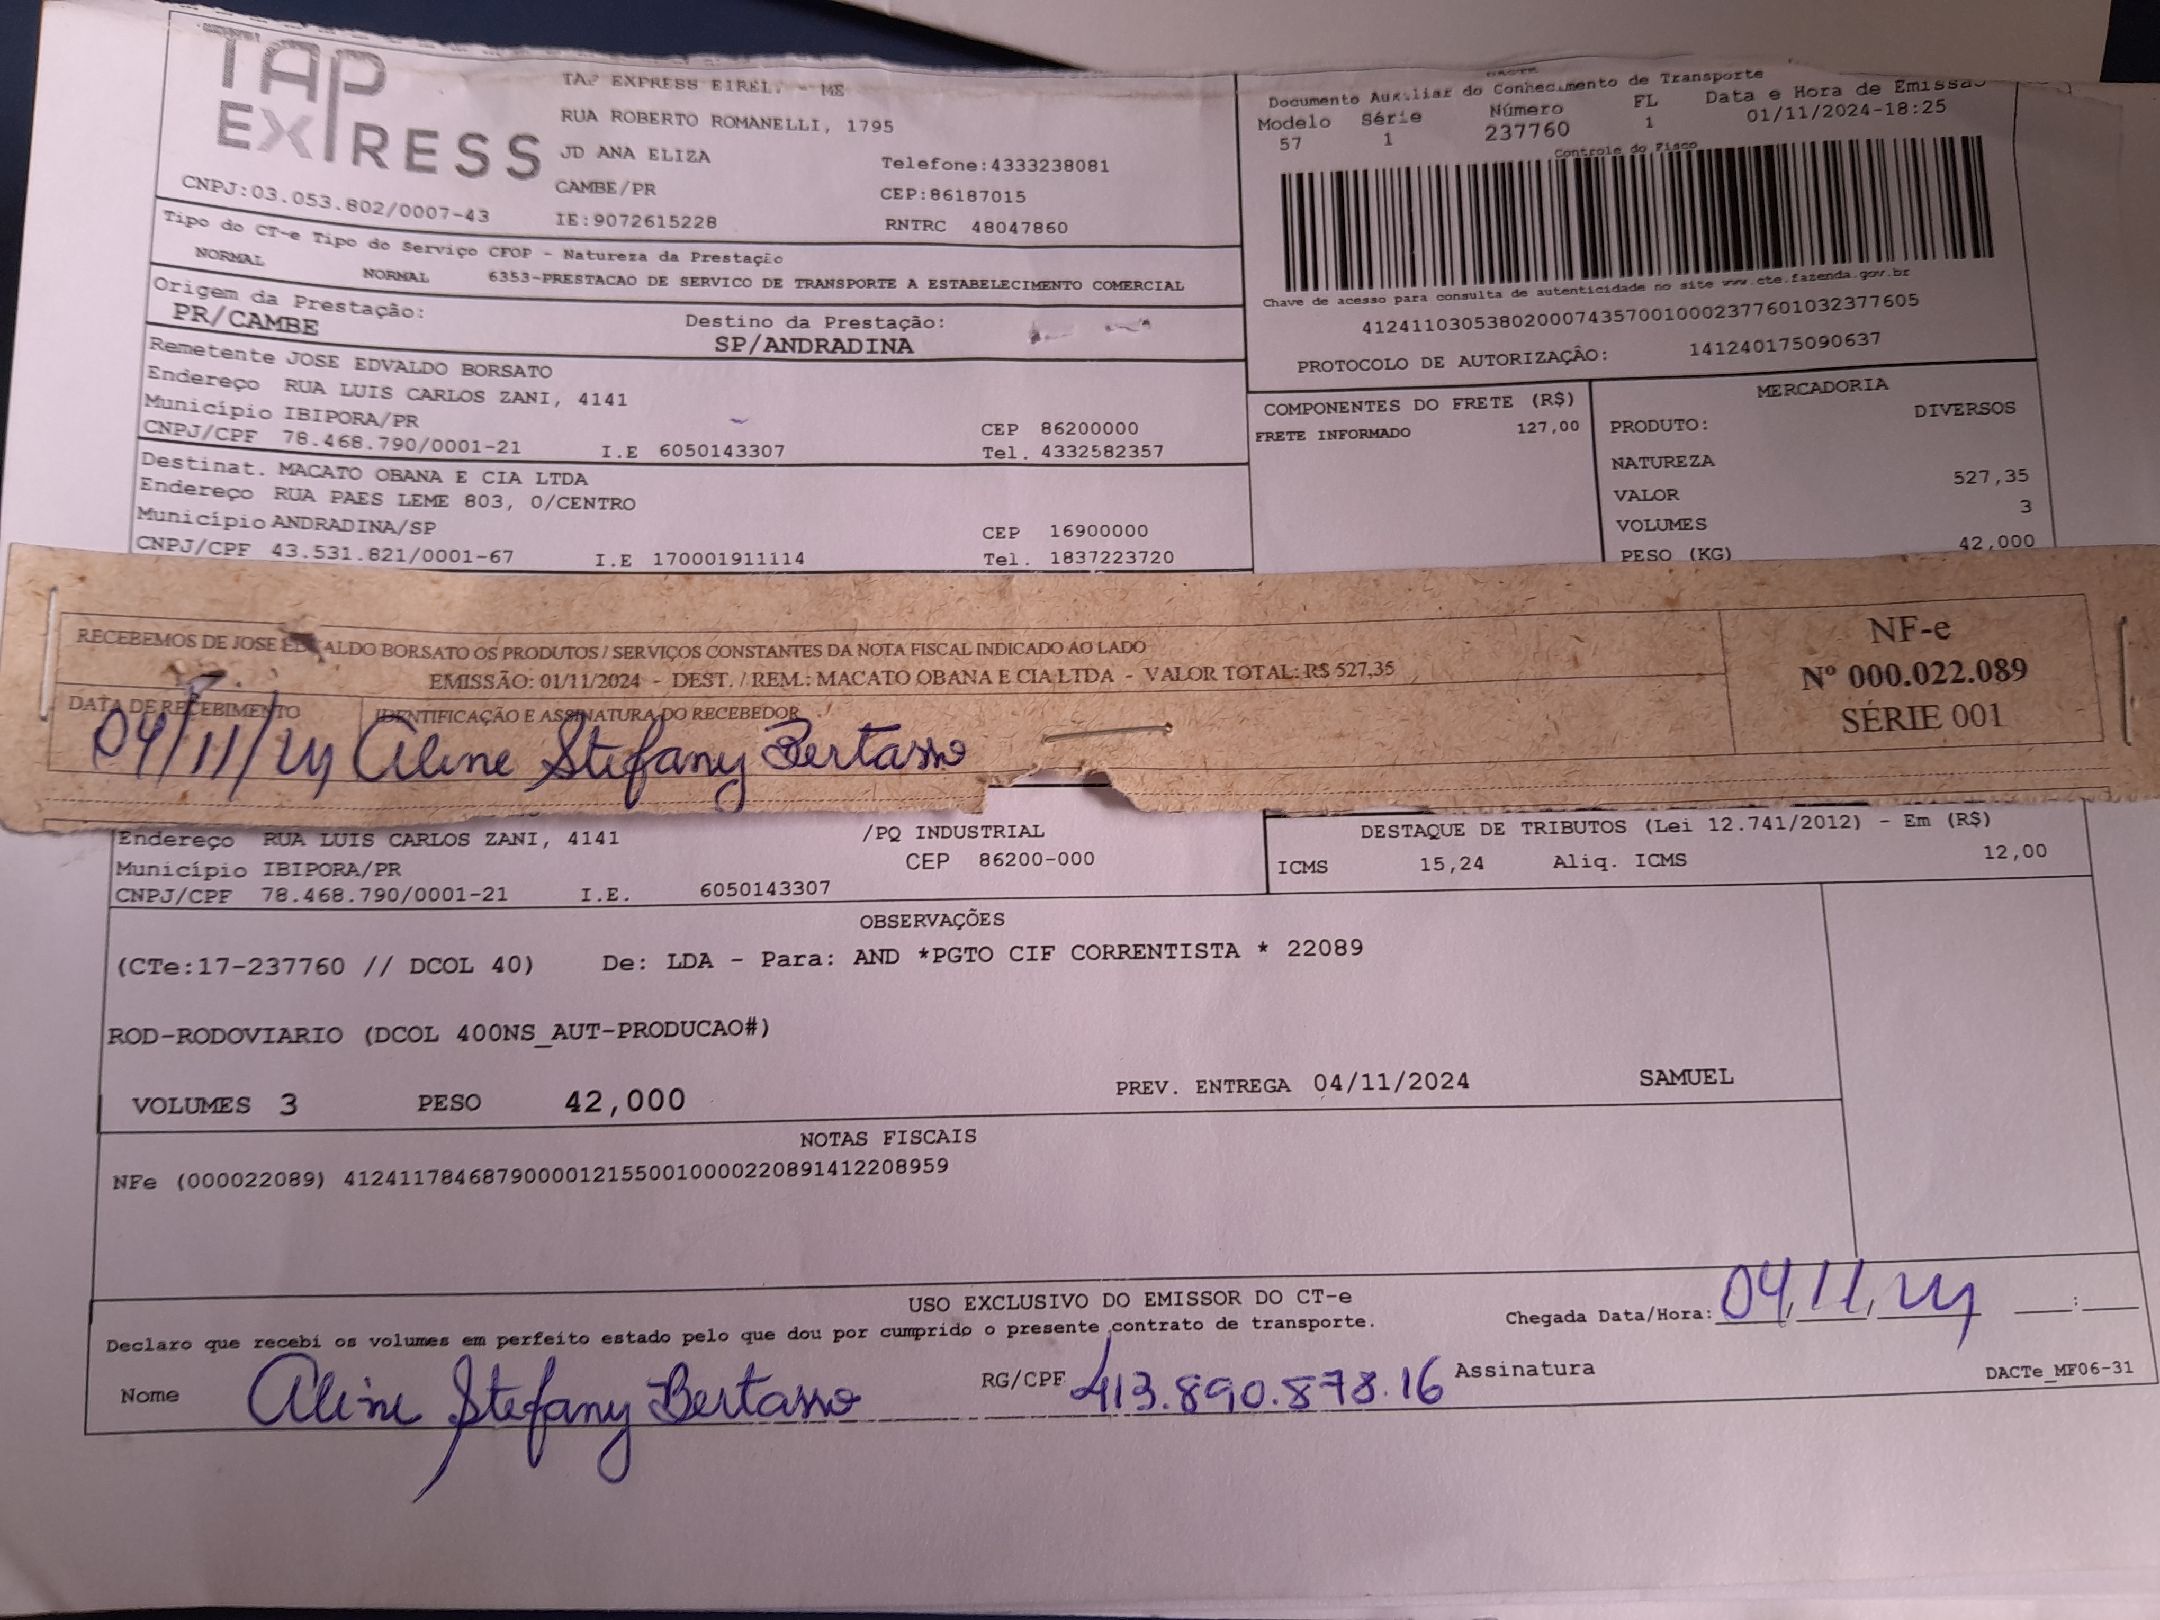 TAP EXPRESS
TAP EXPRESS EIRELI - ME
RUA ROBERTO ROMANELLI, 1795
JD ANA ELIZA
Telefone:4333238081
CAMBE/PR
CEP:86187015
CNPJ:03.053.802/0007-43
IE:9072615228
RNTRC 48047860
DACTE
Documento Auxiliar do Conhecimento de Transporte
Modelo Série Número FL Data e Hora de Emissão
57 1 237760 1 01/11/2024-18:25
Controle do Fisco
Chave de acesso para consulta de autenticidade no site www.cte.fazenda.gov.br
41241103053802000743570010002377601032377605
PROTOCOLO DE AUTORIZAÇÃO: 141240175090637
Tipo do CT-e Tipo do Serviço CFOP - Natureza da Prestação
NORMAL NORMAL 6353-PRESTACAO DE SERVICO DE TRANSPORTE A ESTABELECIMENTO COMERCIAL
Origem da Prestação: Destino da Prestação:
PR/CAMBE SP/ANDRADINA
Remetente JOSE EDVALDO BORSATO
Endereço RUA LUIS CARLOS ZANI, 4141
Município IBIPORA/PR CEP 86200000
CNPJ/CPF 78.468.790/0001-21 I.E 6050143307 Tel. 4332582357
Destinat. MACATO OBANA E CIA LTDA
Endereço RUA PAES LEME 803, 0/CENTRO
Município ANDRADINA/SP CEP 16900000
CNPJ/CPF 43.531.821/0001-67 I.E 170001911114 Tel. 1837223720
COMPONENTES DO FRETE (R$)
FRETE INFORMADO 127,00
MERCADORIA
PRODUTO: DIVERSOS
NATUREZA
VALOR 527,35
VOLUMES 3
PESO (KG) 42,000
RECEBEMOS DE JOSE EDVALDO BORSATO OS PRODUTOS / SERVIÇOS CONSTANTES DA NOTA FISCAL INDICADO AO LADO
EMISSÃO: 01/11/2024 - DEST. / REM.: MACATO OBANA E CIA LTDA - VALOR TOTAL: R$ 527,35
DATA DE RECEBIMENTO IDENTIFICAÇÃO E ASSINATURA DO RECEBEDOR
04/11/24 Aline Stefany Bertasso
NF-e
Nº 000.022.089
SÉRIE 001
Endereço RUA LUIS CARLOS ZANI, 4141 /PQ INDUSTRIAL
Município IBIPORA/PR CEP 86200-000
CNPJ/CPF 78.468.790/0001-21 I.E. 6050143307
DESTAQUE DE TRIBUTOS (Lei 12.741/2012) - Em (R$)
ICMS 15,24 Aliq. ICMS 12,00
OBSERVAÇÕES
(CTe:17-237760 // DCOL 40) De: LDA - Para: AND *PGTO CIF CORRENTISTA * 22089
ROD-RODOVIARIO (DCOL 400NS_AUT-PRODUCAO#)
VOLUMES 3 PESO 42,000 PREV. ENTREGA 04/11/2024 SAMUEL
NOTAS FISCAIS
NFe (000022089) 41241178468790000121550010000220891412208959
USO EXCLUSIVO DO EMISSOR DO CT-e
Declaro que recebi os volumes em perfeito estado pelo que dou por cumprido o presente contrato de transporte.
Chegada Data/Hora: 04/11/24 ____:____
Nome Aline Stefany Bertasso RG/CPF 413.890.878.16 Assinatura
DACTe_MF06-31